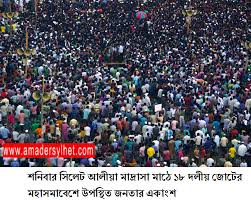 www.amadersylhet.com
শনিবার সিলেট আলীয়া মাদ্রাসা মাঠে ১৮ দলীয় জোটের
মহাসমাবেশে উপস্থিত জনতার একাংশ